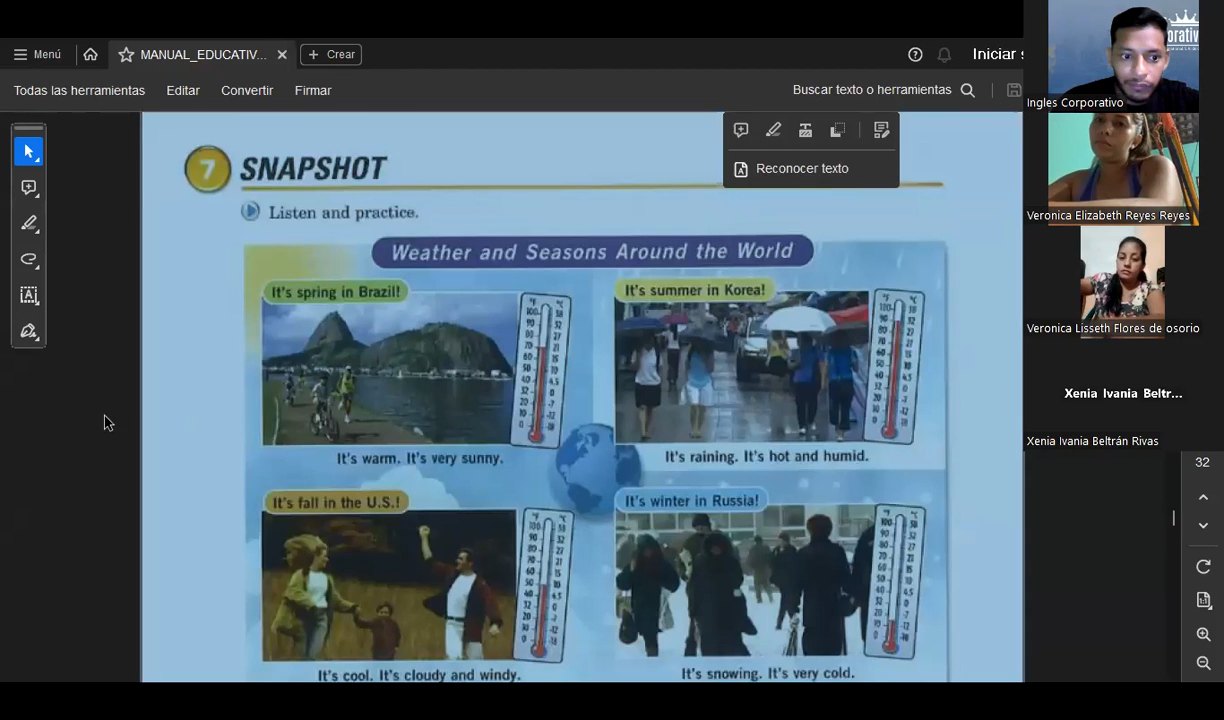 Menú
MANUAL_EDUCATIV...
Crear
Iniciar s
Todas las herramientas
Editar
Convertir
Firmar
Buscar texto o herramientas
Reconocer texto
7 SNAPSHOT
Listen and practice.
Weather and Seasons Around the World
It's spring in Brazil!
It's summer in Korea!
It's warm. It's very sunny.
It's raining. It's hot and humid.
It's fall in the U.S.!
It's winter in Russia!
It's cool. It's cloudy and windy.
It's snowing. It's very cold.
Ingles Corporativo
Veronica Elizabeth Reyes Reyes
Veronica Lisseth Flores de osorio
Xenia Ivania Beltr...
Xenia Ivania Beltrán Rivas
32